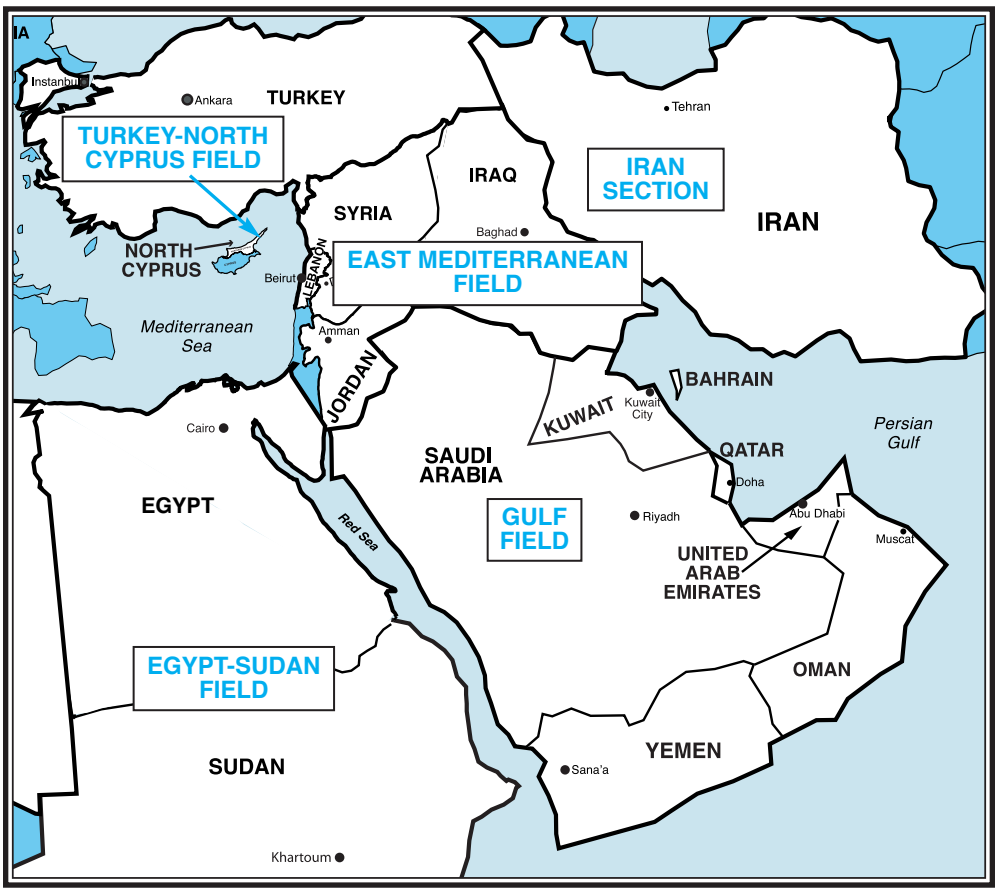 IA
Instanbul
Ankara
TURKEY
Tehran
TURKEY-NORTH
CYPRUS FIELD
IRAQ
IRAN
SECTION
SYRIA
IRAN
Baghdad
NORTH
CYPRUS
LEBANON
EAST MEDITERRANEAN
FIELD
Beirut
Mediterranean
Sea
Amman
JORDAN
BAHRAIN
Kuwait
City
KUWAIT
Persian
Gulf
Cairo
SAUDI
ARABIA
QATAR
Doha
EGYPT
GULF
FIELD
Riyadh
Abu Dhabi
Red Sea
Muscat
UNITED
ARAB
EMIRATES
EGYPT-SUDAN
FIELD
OMAN
YEMEN
SUDAN
Sana'a
Khartoum